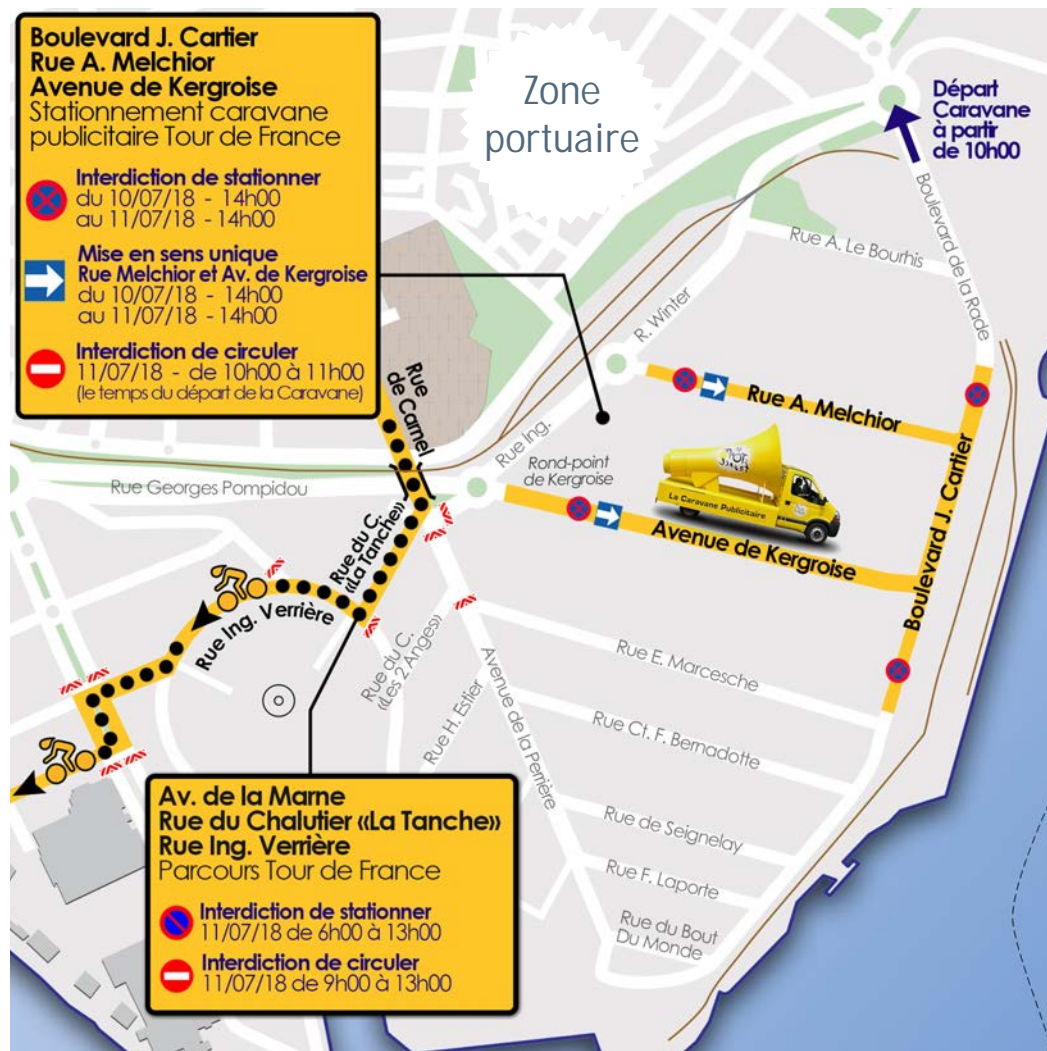 Boulevard J. Cartier
Rue A. Melchior
Avenue de Kergroise
Stationnement caravane
publicitaire Tour de France
Interdiction de stationner
du 10/07/18 - 14h00
au 11/07/18 - 14h00
Mise en sens unique
Rue Melchior et Av. de Kergroise
du 10/07/18 - 14h00
au 11/07/18 - 14h00
Interdiction de circuler
11/07/18 - de 10h00 à 11h00
(le temps du départ de la Caravane)
Zone
portuaire
Départ
Caravane
à partir
de 10h00
Boulevard de la Rade
Rue A. Le Bourhis
R. Winter
Rue Ing.
Rue A. Melchior
Rue
de Carnel
Rond-point
de Kergroise
La Caravane Publicitaire
Avenue de Kergroise
Boulevard J. Cartier
Rue Georges Pompidou
Rue du C.
«La Tanche»
Rue Ing. Verrière
Rue du C.
«Les 2 Anges»
Rue H. Estier
Avenue de la Perrière
Rue E. Marcesche
Rue Ct. F. Bernadotte
Rue de Seignelay
Rue F. Laporte
Rue du Bout
Du Monde
Av. de la Marne
Rue du Chalutier «La Tanche»
Rue Ing. Verrière
Parcours Tour de France
Interdiction de stationner
11/07/18 de 6h00 à 13h00
Interdiction de circuler
11/07/18 de 9h00 à 13h00